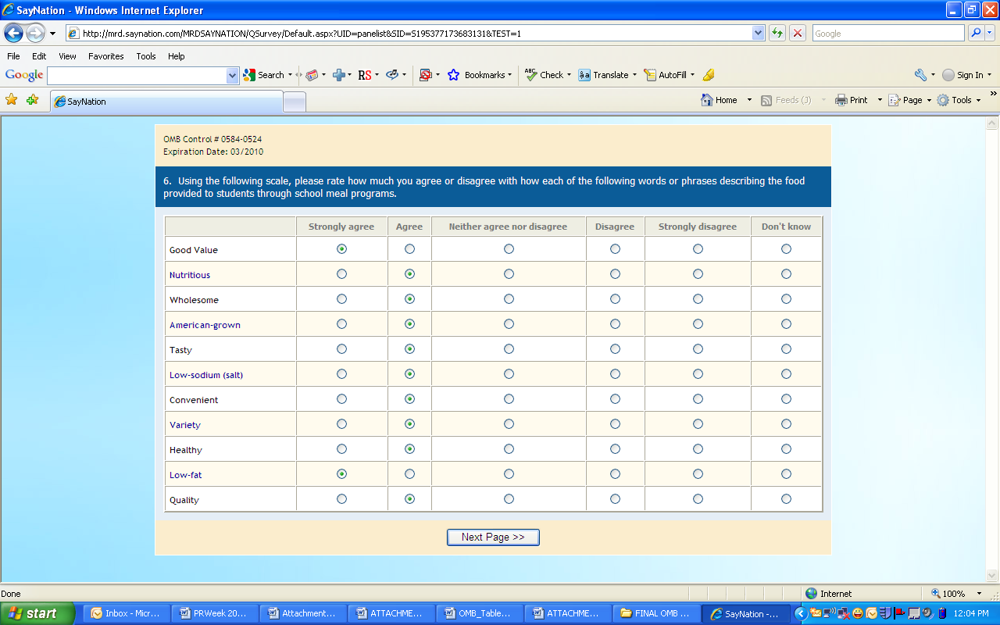 SayNation - Windows Internet Explorer
http://mrd.saynation.com/MRDSAYNATION/QSurvey/Default.aspx?UID=panelist&SID=S195377173683131&TEST=1
Google
File Edit View Favorites Tools Help
Google Search RS Bookmarks ABC Check Translate AutoFill Sign In
SayNation Home Feeds (J) Print Page Tools
OMB Control # 0584-0524
Expiration Date: 03/2010
6. Using the following scale, please rate how much you agree or disagree with how each of the following words or phrases describing the food
provided to students through school meal programs.
Strongly agree Agree Neither agree nor disagree Disagree Strongly disagree Don't know
Good Value
Nutritious
Wholesome
American-grown
Tasty
Low-sodium (salt)
Convenient
Variety
Healthy
Low-fat
Quality
Next Page >>
Done Internet 100%
start Inbox - Micr... PRWeek 20... Attachment... ATTACHME... OMB_Table... ATTACHME... FINAL OMB ... SayNation -... 12:04 PM